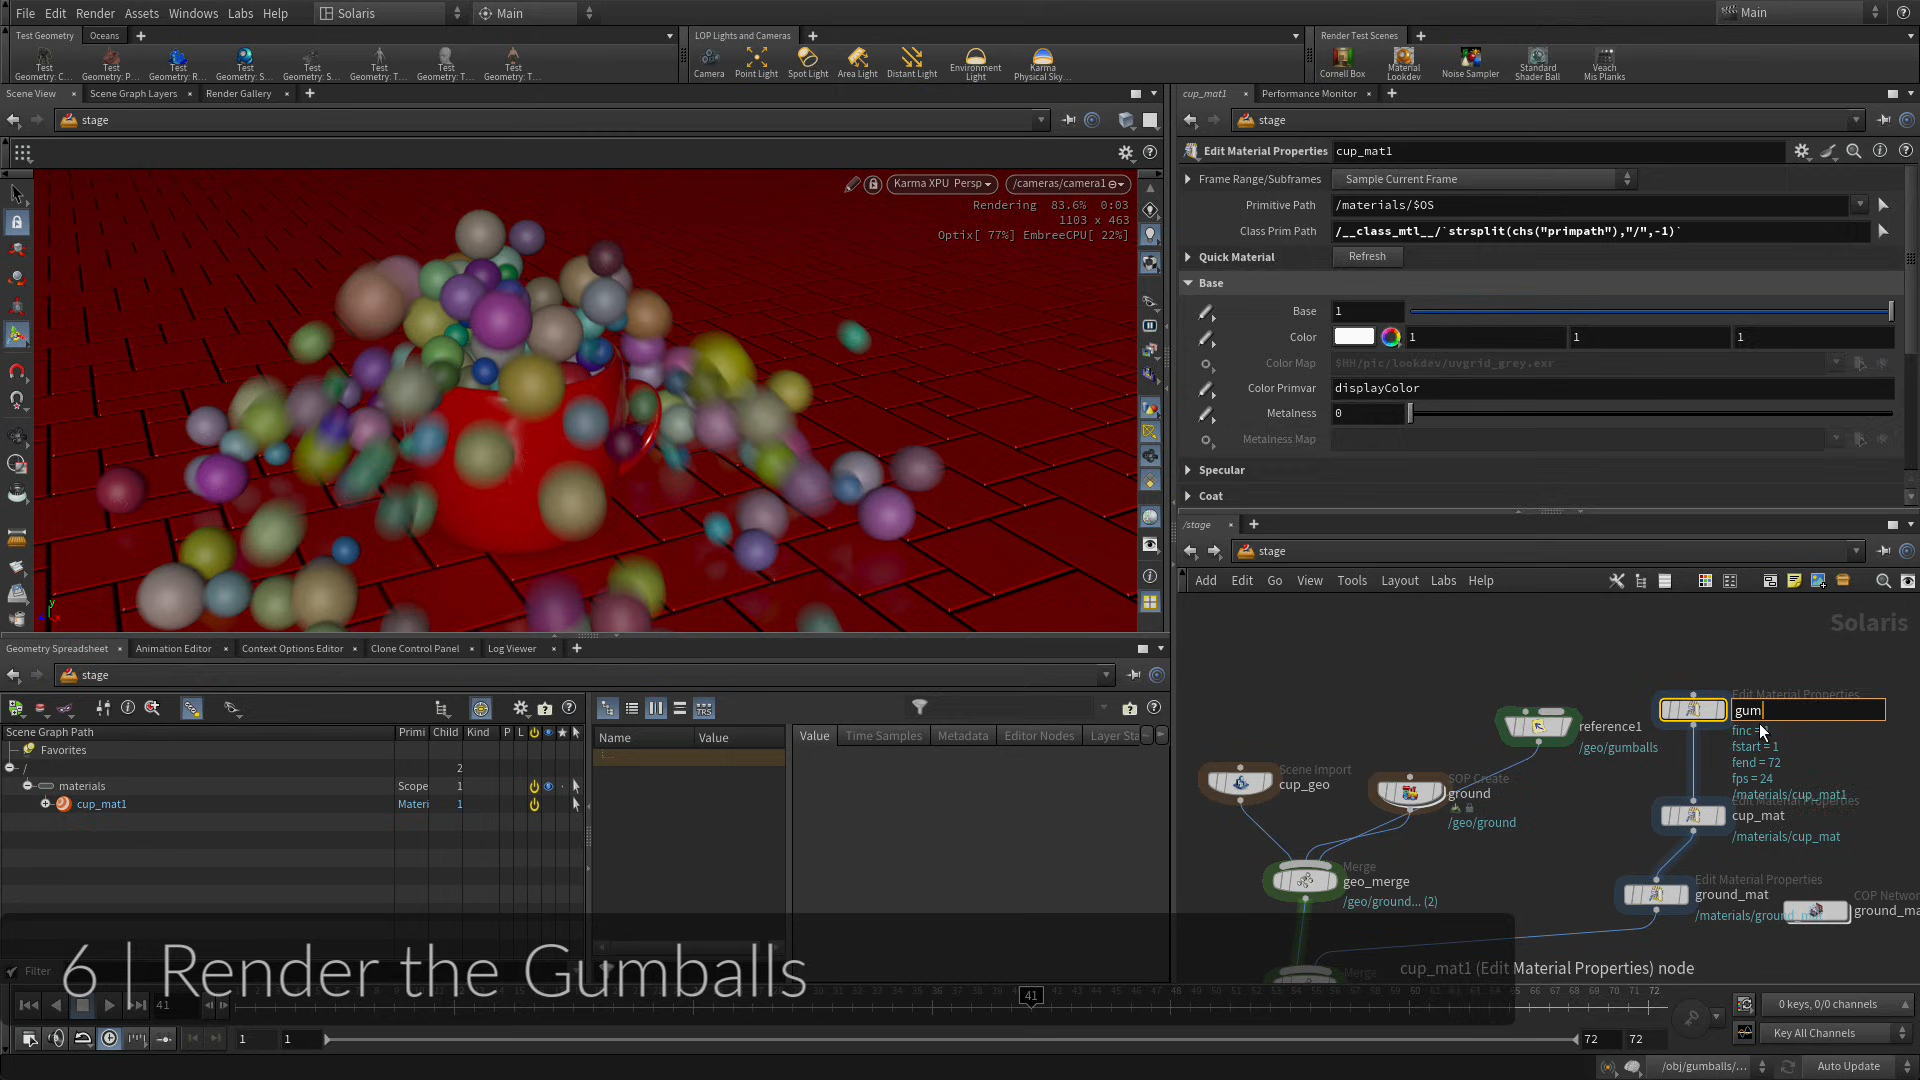 File Edit Render Assets Windows Labs Help Solaris Main Main
Test Geometry Oceans LOP Lights and Cameras Render Test Scenes
Test Geometry: C... Test Geometry: P... Test Geometry: R... Test Geometry: S... Test Geometry: S... Test Geometry: T... Test Geometry: T... Test Geometry: T...
Camera Point Light Spot Light Area Light Distant Light Environment Light Karma Physical Sky...
Cornell Box Material Lookdev Noise Sampler Standard Shader Ball Veach Mis Planks
Scene View Scene Graph Layers Render Gallery
stage
Karma XPU Persp /cameras/camera1
Rendering 83.6% 0:03
1103 x 463
Optix[ 77%] EmbreeCPU[ 22%]
cup_mat1 Performance Monitor
stage
Edit Material Properties cup_mat1
Frame Range/Subframes Sample Current Frame
Primitive Path /materials/$OS
Class Prim Path /__class_mtl__/`strsplit(chs("primpath"),"/",-1)`
Quick Material Refresh
Base
Base 1
Color 1 1 1
Color Map $HH/pic/lookdev/uvgrid_grey.exr
Color Primvar displayColor
Metalness 0
Metalness Map
Specular
Coat
/stage
stage
Add Edit Go View Tools Layout Labs Help
Solaris
Edit Material Properties
gum
fstart = 1
fend = 72
fps = 24
/materials/cup_mat1
Edit Material Properties
cup_mat
/materials/cup_mat
reference1
/geo/gumballs
Scene Import
cup_geo
SOP Create
ground
/geo/ground
Merge
geo_merge
/geo/ground... (2)
Edit Material Properties
ground_mat
COP Netwo
ground_ma
Merge
cup_mat1 (Edit Material Properties) node
Geometry Spreadsheet Animation Editor Context Options Editor Clone Control Panel Log Viewer
stage
Scene Graph Path Primi Child Kind P L
Favorites
/ 2
materials Scope 1
cup_mat1 Materi 1
Name Value
Value Time Samples Metadata Editor Nodes Layer Sta
Filter
6 | Render the Gumballs
41 41
1 1 72 72
0 keys, 0/0 channels
Key All Channels
/obj/gumballs/... Auto Update